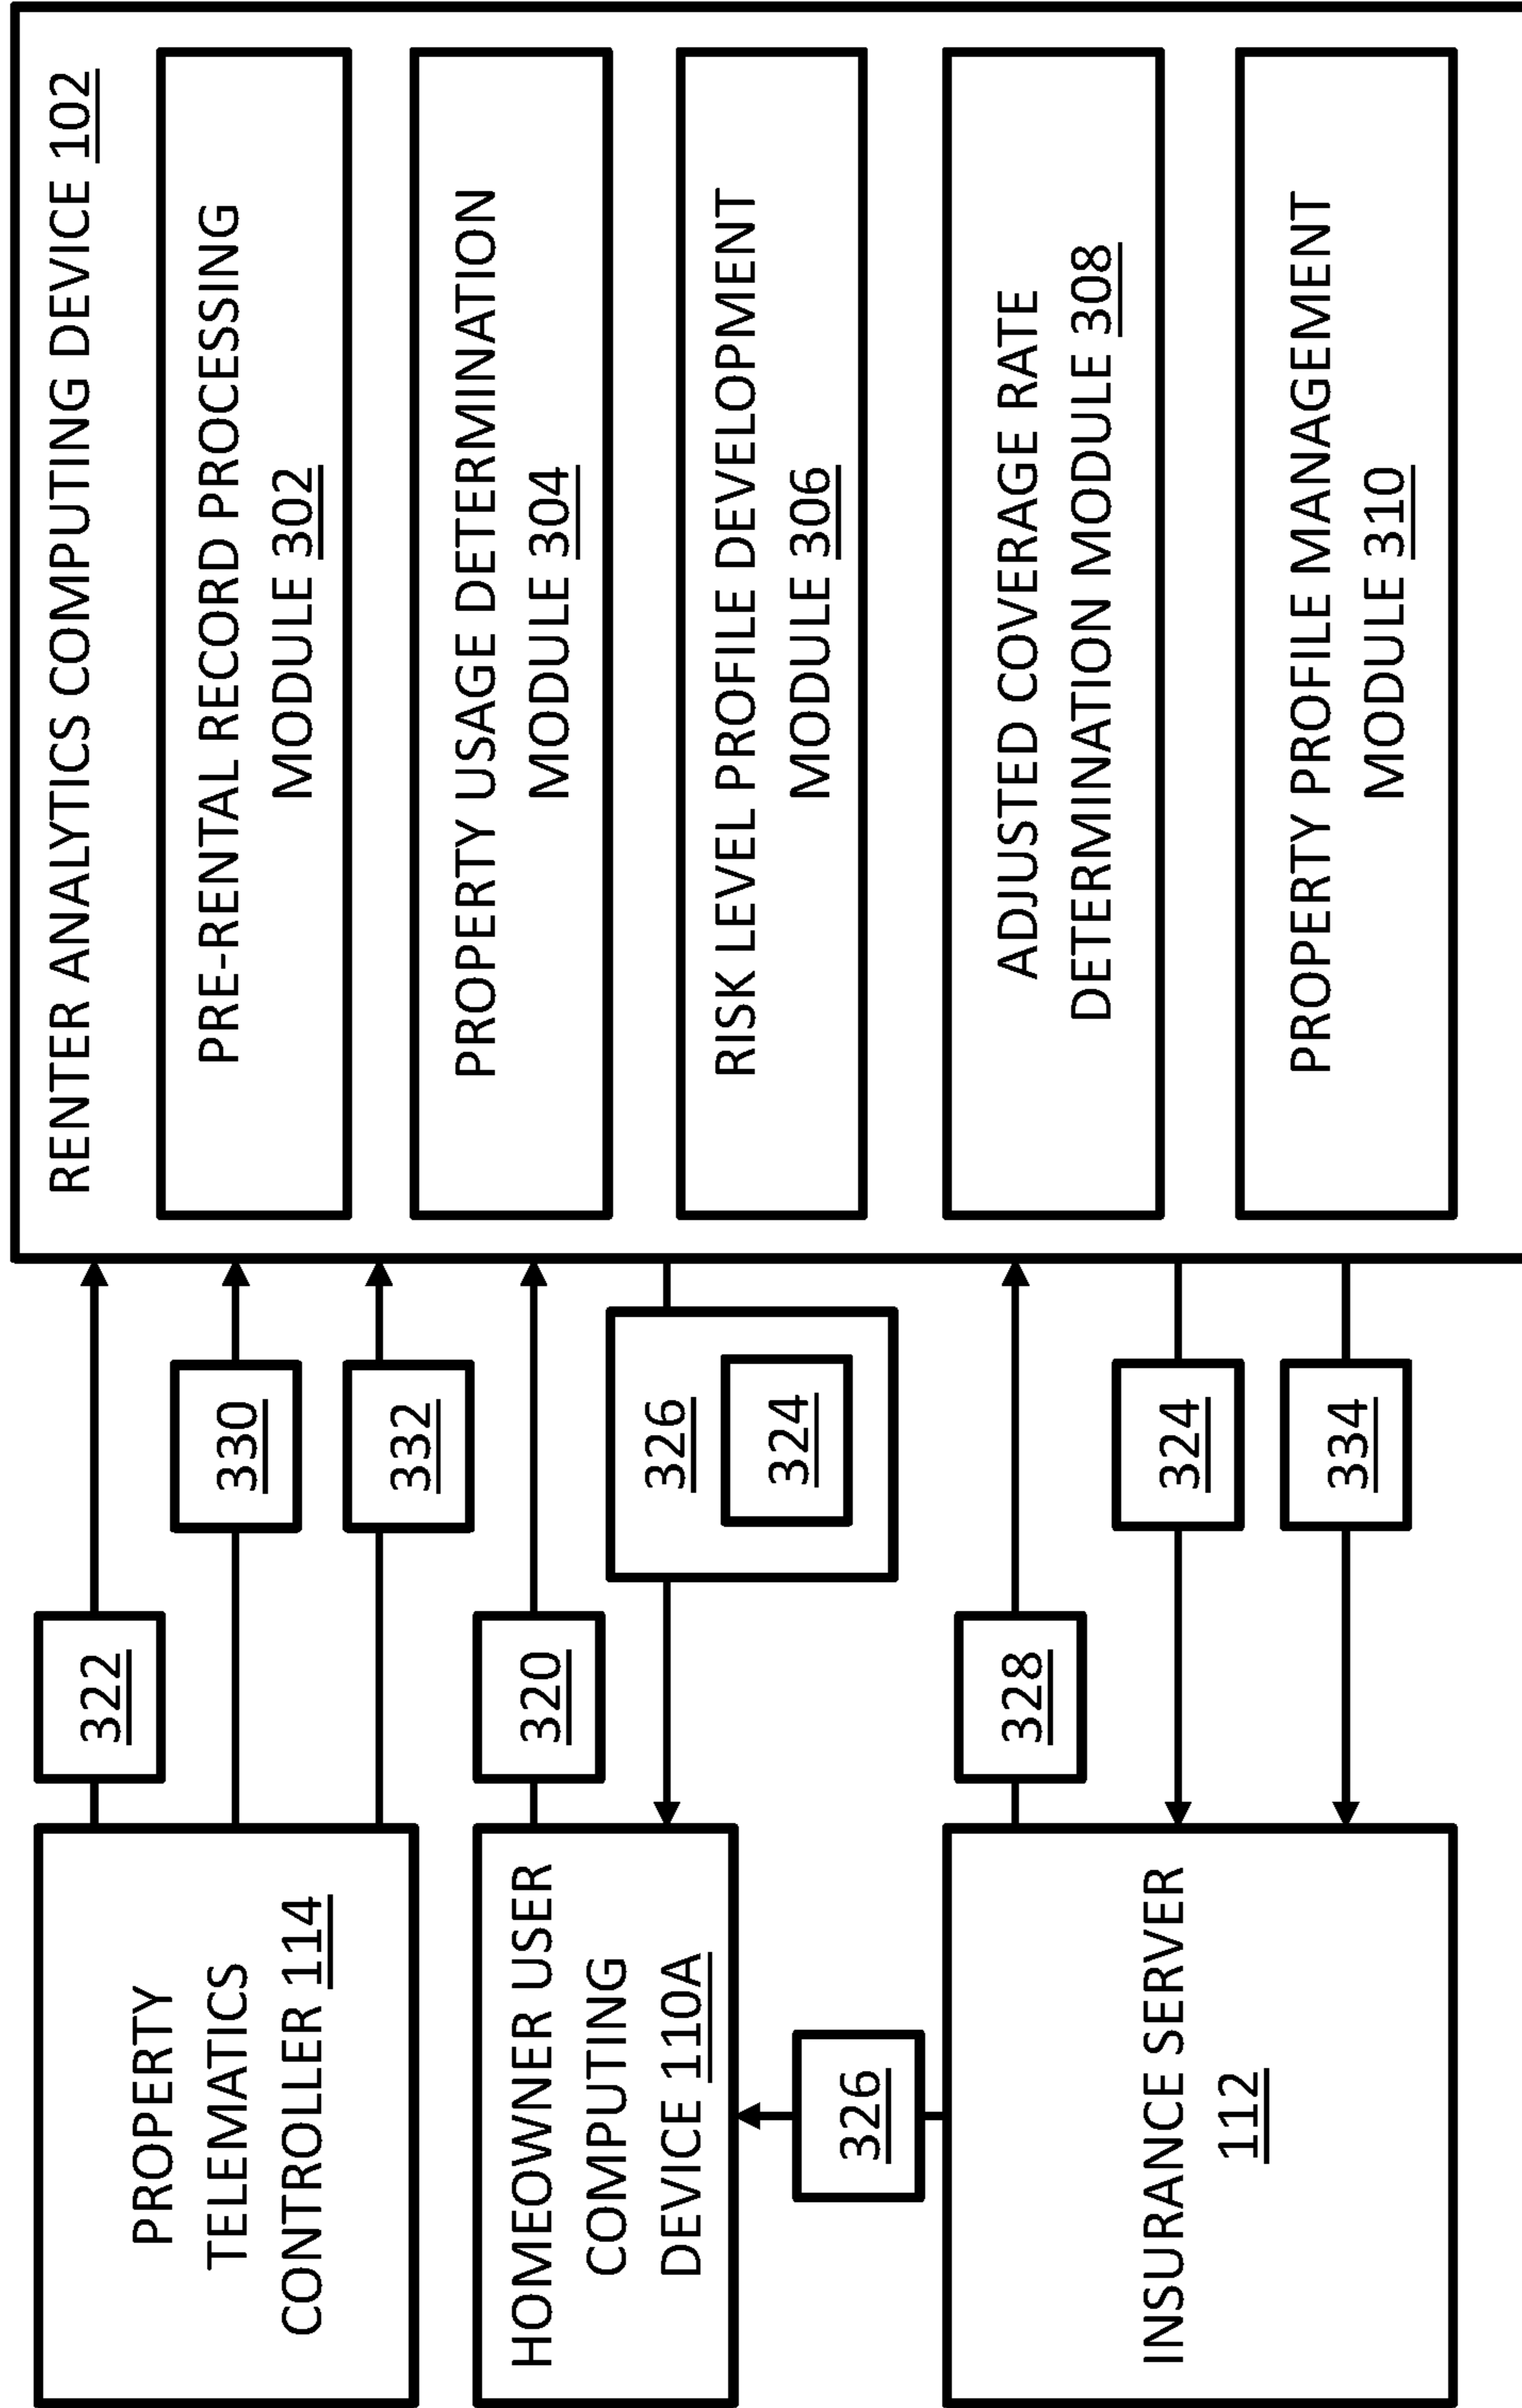 RENTER ANALYTICS COMPUTING DEVICE 102
PRE-RENTAL RECORD PROCESSING
MODULE 302
PROPERTY USAGE DETERMINATION
MODULE 304
RISK LEVEL PROFILE DEVELOPMENT
MODULE 306
ADJUSTED COVERAGE RATE
DETERMINATION MODULE 308
PROPERTY PROFILE MANAGEMENT
MODULE 310
322
330
332
320
326
324
328
324
334
PROPERTY
TELEMATICS
CONTROLLER 114
HOMEOWNER USER
COMPUTING
DEVICE 110A
326
INSURANCE SERVER
112